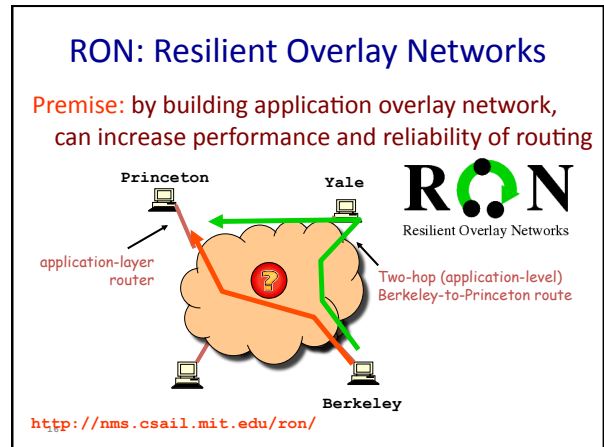 RON: Resilient Overlay Networks
Premise: by building application overlay network,
can increase performance and reliability of routing
Princeton
Yale
R N
Resilient Overlay Networks
application-layer
router
?
Two-hop (application-level)
Berkeley-to-Princeton route
Berkeley
http://nms.csail.mit.edu/ron/